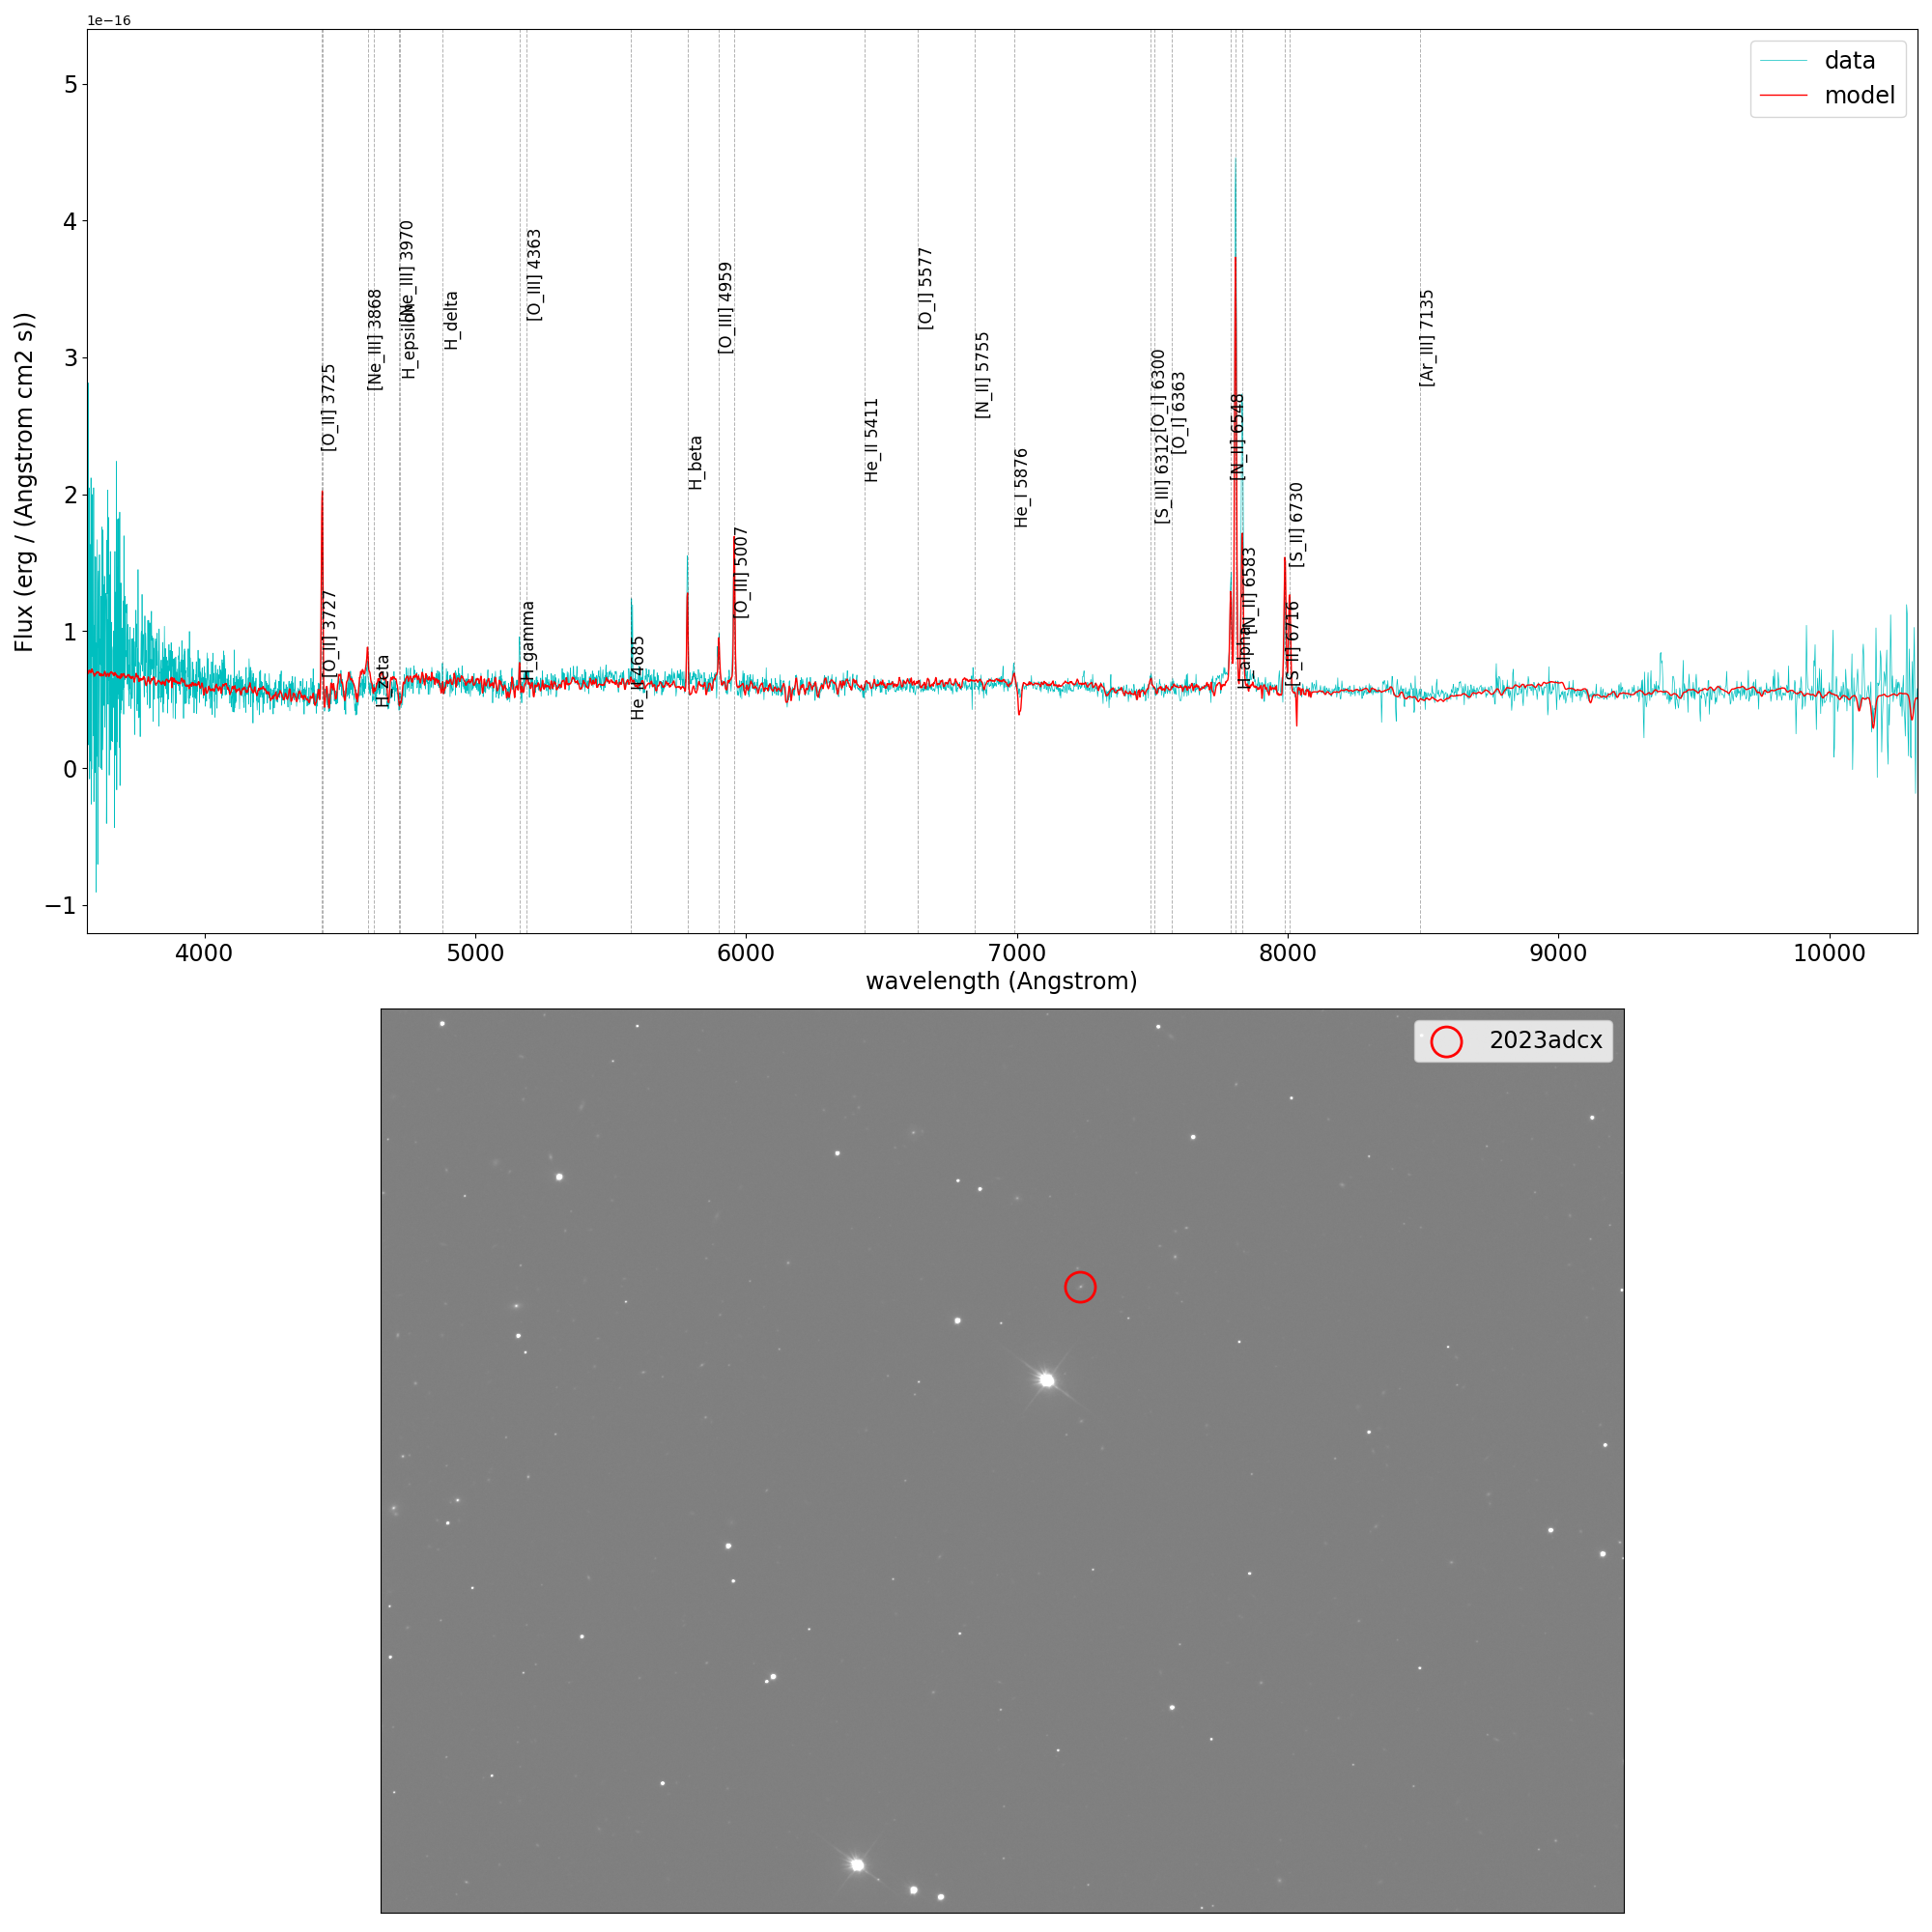 1e−16
data
model
Flux (erg / (Angstrom cm2 s))
5
4
3
2
1
0
−1
[O_II] 3725
[O_II] 3727
[Ne_III] 3868
H_zeta
[Ne_III] 3970
H_epsilon
H_delta
H_gamma
[O_III] 4363
He_II 4685
H_beta
[O_III] 4959
[O_III] 5007
He_II 5411
[O_I] 5577
[N_II] 5755
He_I 5876
[O_I] 6300
[S_III] 6312
[O_I] 6363
[N_II] 6548
H_alpha
[N_II] 6583
[S_II] 6716
[S_II] 6730
[Ar_III] 7135
4000
5000
6000
7000
8000
9000
10000
wavelength (Angstrom)
2023adcx